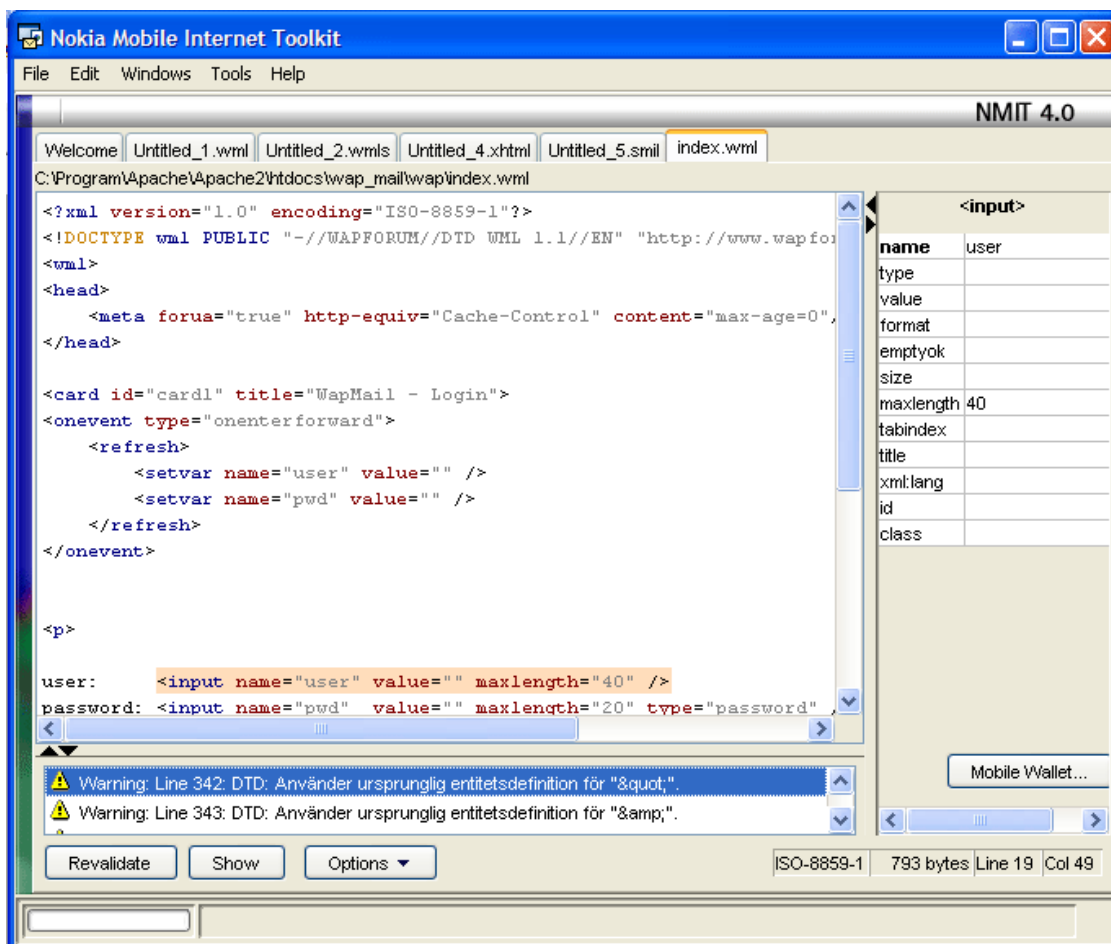 Nokia Mobile Internet Toolkit
File Edit Windows Tools Help
NMIT 4.0
Welcome Untitled_1.wml Untitled_2.wmls Untitled_4.xhtml Untitled_5.smil index.wml
C:\Program\Apache\Apache2\htdocs\wap_mail\wap\index.wml
<?xml version="1.0" encoding="ISO-8859-1"?>
<!DOCTYPE wml PUBLIC "-//WAPFORUM//DTD WML 1.1//EN" "http://www.wapfor
<wml>
<head>
<meta forua="true" http-equiv="Cache-Control" content="max-age=0",
</head>
<card id="card1" title="WapMail - Login">
<onevent type="onenterforward">
<refresh>
<setvar name="user" value="" />
<setvar name="pwd" value="" />
</refresh>
</onevent>
<p>
user: <input name="user" value="" maxlength="40" />
password: <input name="pwd" value="" maxlength="20" type="password"
<input>
name user
type
value
format
emptyok
size
maxlength 40
tabindex
title
xml:lang
id
class
Mobile Wallet...
Warning: Line 342: DTD: Använder ursprunglig entitetsdefinition för "&quot;".
Warning: Line 343: DTD: Använder ursprunglig entitetsdefinition för "&amp;".
Revalidate Show Options
ISO-8859-1 793 bytes Line 19 Col 49